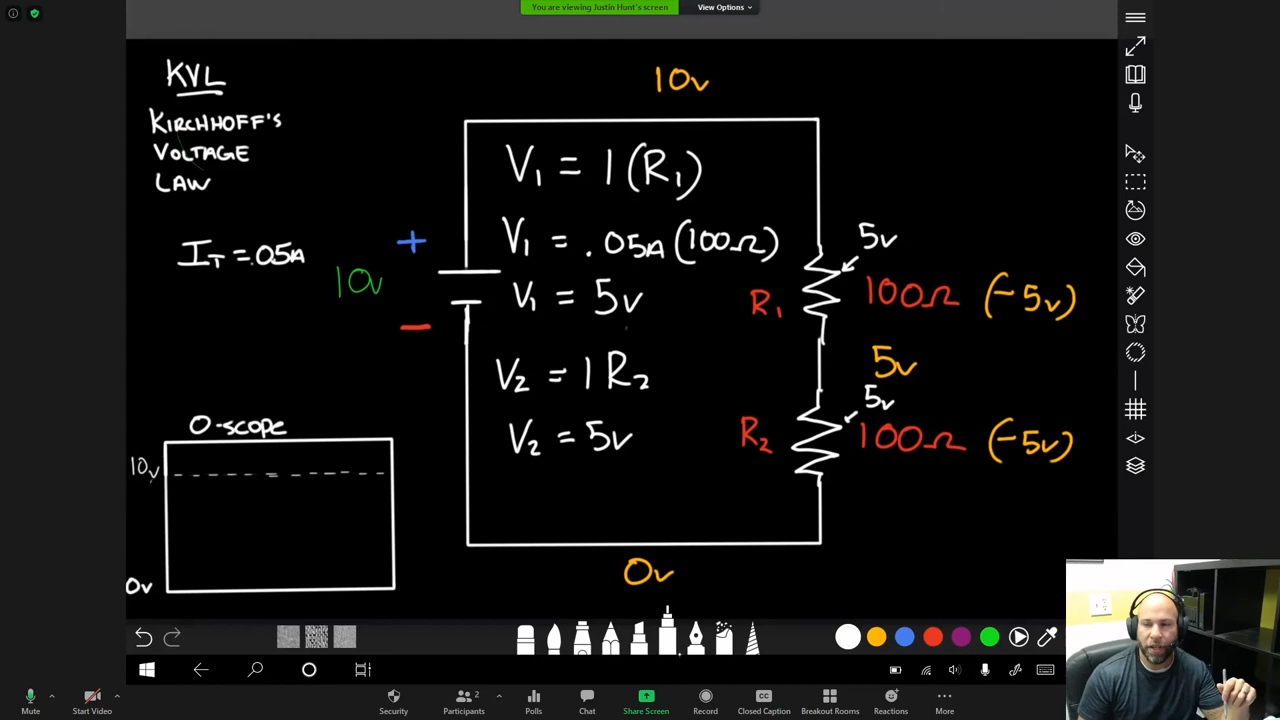 You are viewing Justin Hunt's screen
View Options
KVL
KIRCHHOFF'S
VOLTAGE
LAW
IT = .05A
10v
+
10v
−
V1 = I(R1)
V1 = .05A(100Ω)
V1 = 5v
V2 = I R2
V2 = 5v
5v
R1 100Ω (-5v)
5v
5v
R2 100Ω (-5v)
0v
O-scope
10v
0v
Mute
Start Video
Security
Participants 2
Polls
Chat
Share Screen
Record
Closed Caption
Breakout Rooms
Reactions
More